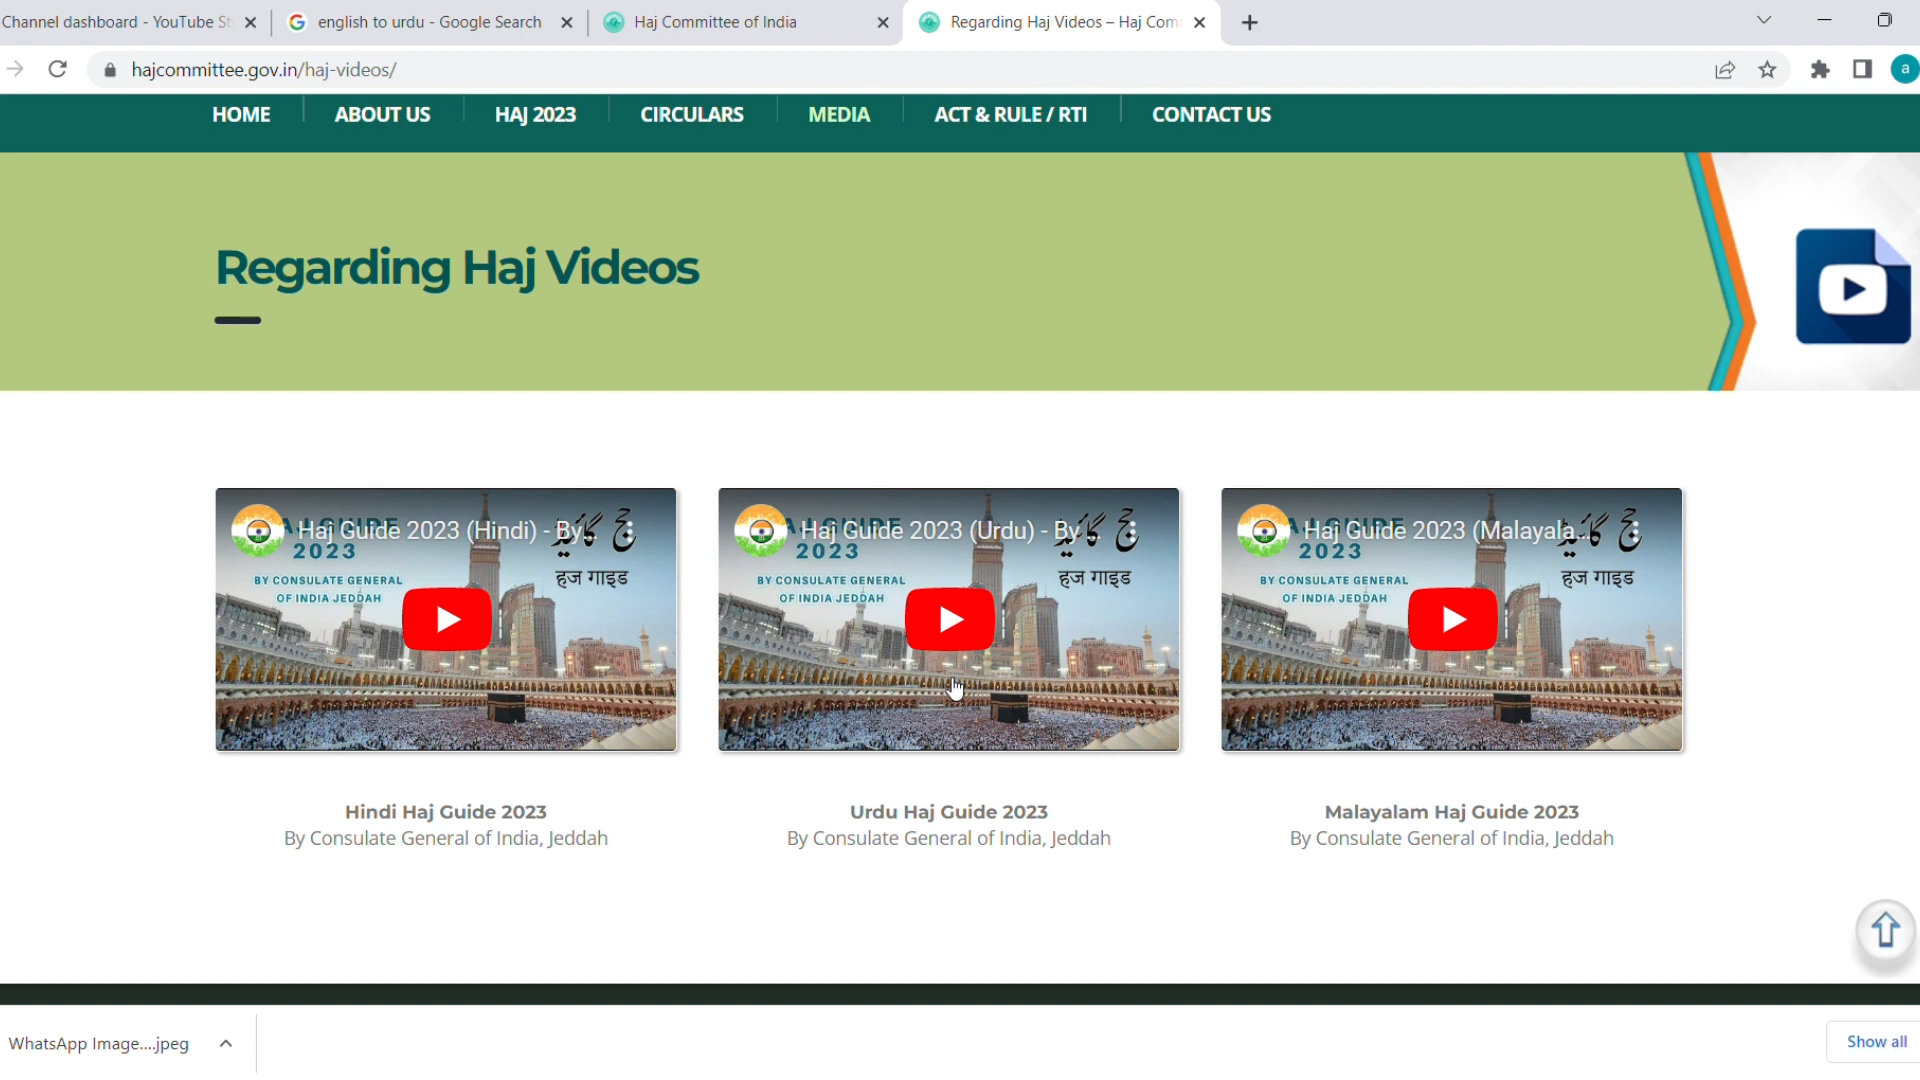 Channel dashboard - YouTube St
english to urdu - Google Search
Haj Committee of India
Regarding Haj Videos – Haj Com
hajcommittee.gov.in/haj-videos/
a
HOME
ABOUT US
HAJ 2023
CIRCULARS
MEDIA
ACT & RULE / RTI
CONTACT US
Regarding Haj Videos
Haj Guide 2023 (Hindi) - By...
2023
حج گائیڈ
हज गाइड
BY CONSULATE GENERAL
OF INDIA JEDDAH
Haj Guide 2023 (Urdu) - By ...
2023
حج گائیڈ
हज गाइड
BY CONSULATE GENERAL
OF INDIA JEDDAH
Haj Guide 2023 (Malayala...
2023
حج گائیڈ
हज गाइड
BY CONSULATE GENERAL
OF INDIA JEDDAH
Hindi Haj Guide 2023
By Consulate General of India, Jeddah
Urdu Haj Guide 2023
By Consulate General of India, Jeddah
Malayalam Haj Guide 2023
By Consulate General of India, Jeddah
WhatsApp Image....jpeg
Show all